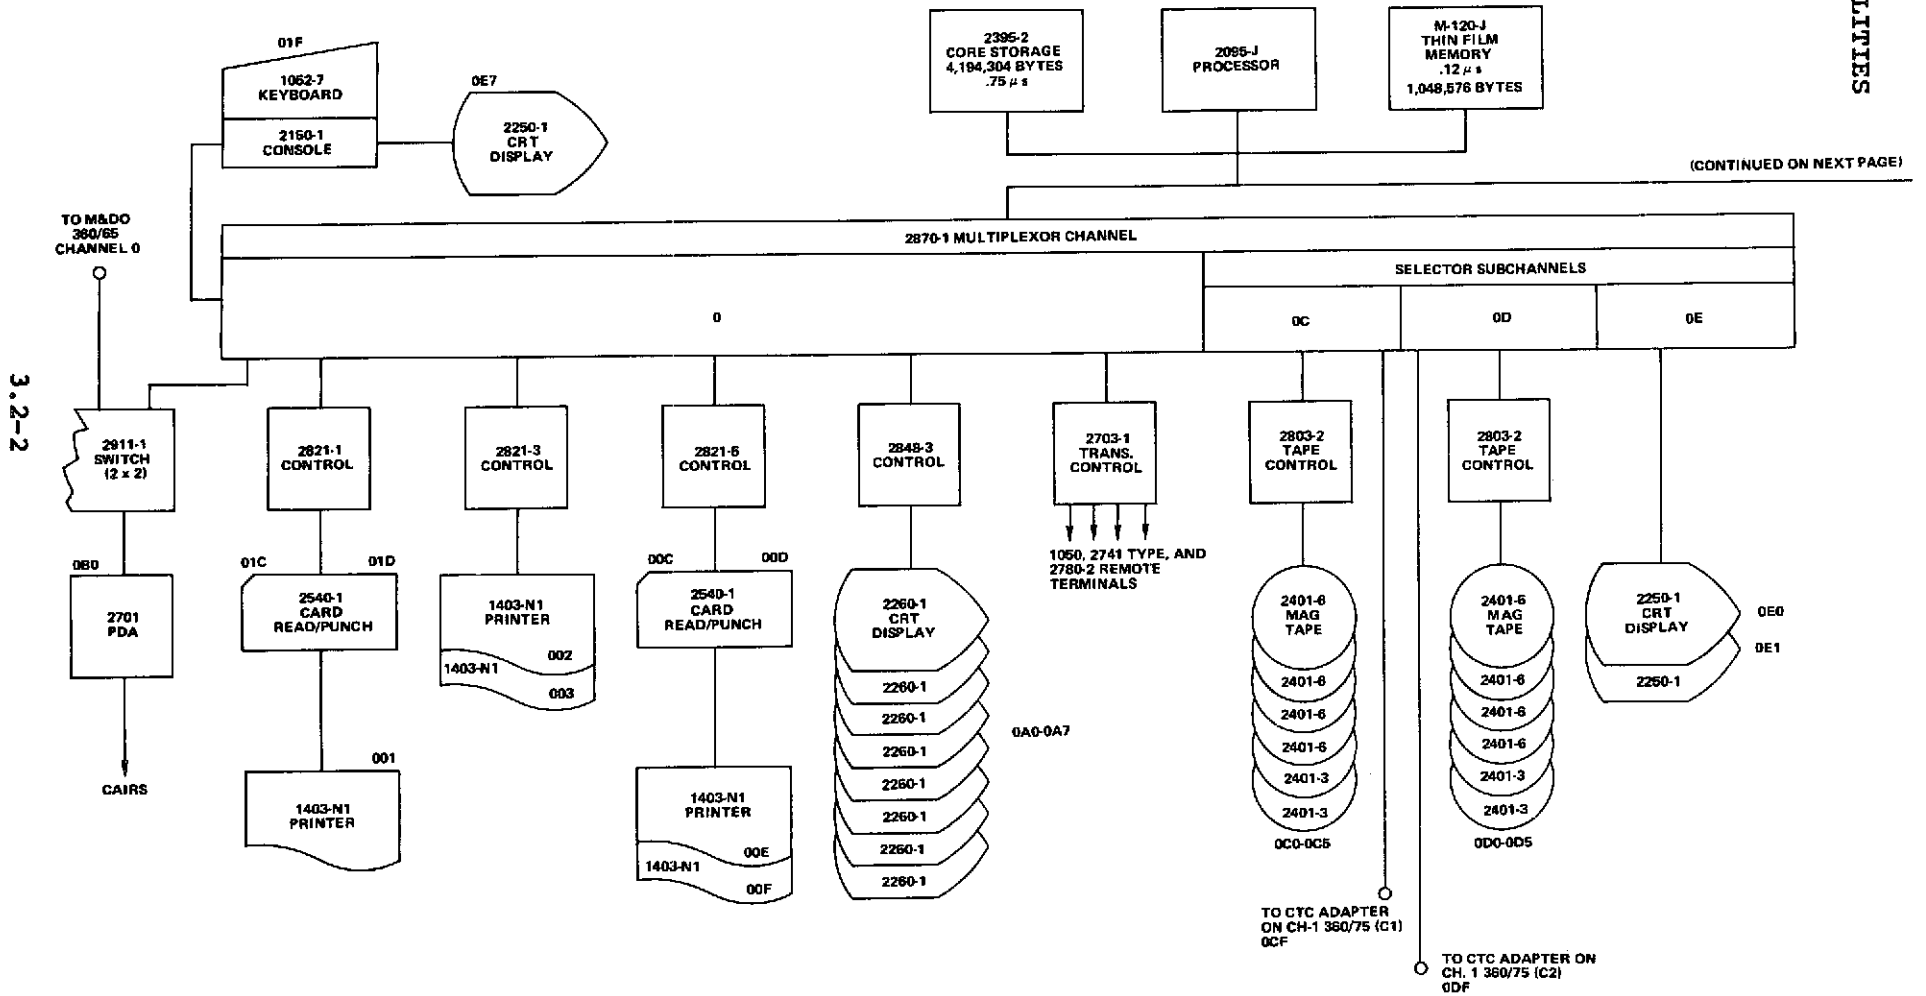 LITIES
01F
1052-7
KEYBOARD
2150-1
CONSOLE
0E7
2250-1
CRT
DISPLAY
2395-2
CORE STORAGE
4,194,304 BYTES
.75 μ s
2095-J
PROCESSOR
M-120-J
THIN FILM
MEMORY
.12 μ s
1,048,576 BYTES
(CONTINUED ON NEXT PAGE)
TO M&DO
360/65
CHANNEL 0
2870-1 MULTIPLEXOR CHANNEL
SELECTOR SUBCHANNELS
0
0C
0D
0E
3.2-2
2911-1
SWITCH
(2 x 2)
2821-1
CONTROL
2821-3
CONTROL
2821-6
CONTROL
2848-3
CONTROL
2703-1
TRANS.
CONTROL
2803-2
TAPE
CONTROL
2803-2
TAPE
CONTROL
1050, 2741 TYPE, AND
2780-2 REMOTE
TERMINALS
0B0
2701
PDA
CAIRS
01C
01D
2540-1
CARD
READ/PUNCH
001
1403-N1
PRINTER
1403-N1
PRINTER
002
1403-N1
003
00C
00D
2540-1
CARD
READ/PUNCH
1403-N1
PRINTER
00E
1403-N1
00F
2260-1
CRT
DISPLAY
2260-1
2260-1
2260-1
2260-1
2260-1
2260-1
2260-1
0A0-0A7
2401-6
MAG
TAPE
2401-6
2401-6
2401-6
2401-3
2401-3
0C0-0C5
2401-6
MAG
TAPE
2401-6
2401-6
2401-6
2401-3
2401-3
0D0-0D5
2250-1
CRT
DISPLAY
0E0
0E1
2250-1
TO CTC ADAPTER
ON CH-1 360/75 (C1)
0CF
TO CTC ADAPTER ON
CH. 1 360/75 (C2)
0DF